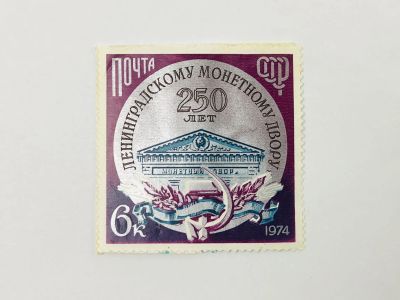 ПОЧТА СССР
ЛЕНИНГРАДСКОМУ МОНЕТНОМУ ДВОРУ
250
ЛЕТ
МОНЕТНЫЙ ДВОР
6к
1974